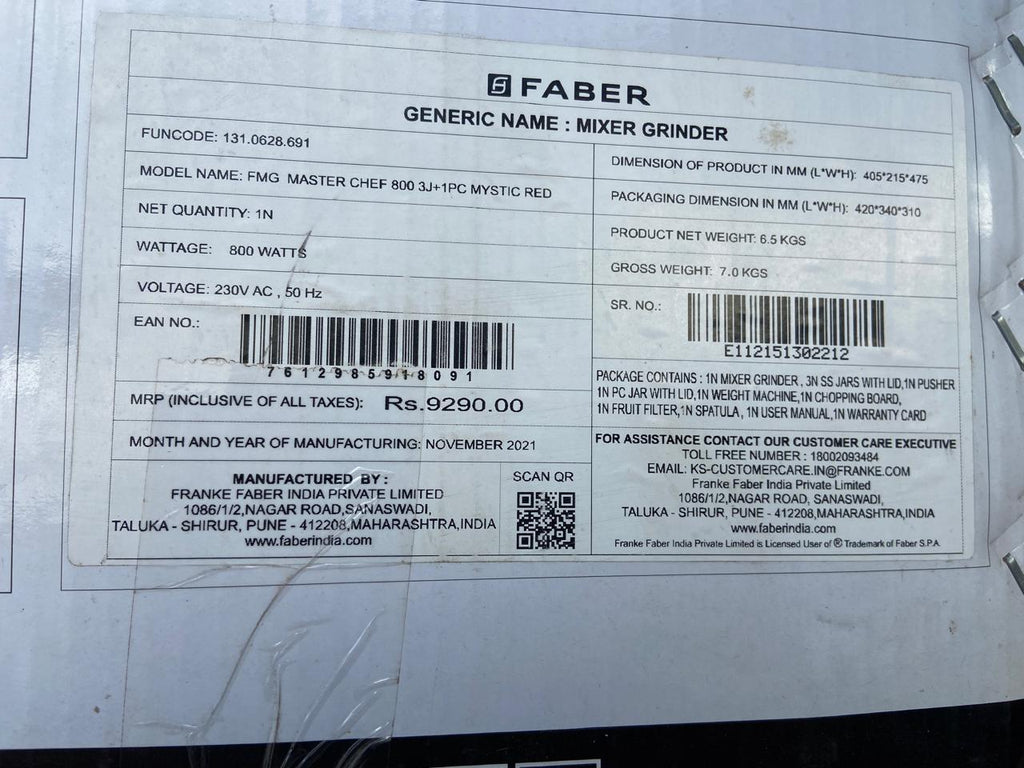 FABER
GENERIC NAME : MIXER GRINDER
FUNCODE: 131.0628.691
MODEL NAME: FMG MASTER CHEF 800 3J+1PC MYSTIC RED
NET QUANTITY: 1N
WATTAGE: 800 WATTS
VOLTAGE: 230V AC , 50 Hz
EAN NO.:
7612985918091
MRP (INCLUSIVE OF ALL TAXES): Rs.9290.00
MONTH AND YEAR OF MANUFACTURING: NOVEMBER 2021
MANUFACTURED BY :
FRANKE FABER INDIA PRIVATE LIMITED
1086/1/2,NAGAR ROAD,SANASWADI,
TALUKA - SHIRUR, PUNE - 412208,MAHARASHTRA,INDIA
www.faberindia.com
SCAN QR
DIMENSION OF PRODUCT IN MM (L*W*H): 405*215*475
PACKAGING DIMENSION IN MM (L*W*H): 420*340*310
PRODUCT NET WEIGHT: 6.5 KGS
GROSS WEIGHT: 7.0 KGS
SR. NO.:
E112151302212
PACKAGE CONTAINS : 1N MIXER GRINDER , 3N SS JARS WITH LID,1N PUSHER
1N PC JAR WITH LID,1N WEIGHT MACHINE,1N CHOPPING BOARD,
1N FRUIT FILTER,1N SPATULA , 1N USER MANUAL,1N WARRANTY CARD
FOR ASSISTANCE CONTACT OUR CUSTOMER CARE EXECUTIVE
TOLL FREE NUMBER : 18002093484
EMAIL: KS-CUSTOMERCARE.IN@FRANKE.COM
Franke Faber India Private Limited
1086/1/2,NAGAR ROAD, SANASWADI,
TALUKA - SHIRUR, PUNE - 412208,MAHARASHTRA,INDIA
www.faberindia.com
Franke Faber India Private Limited is Licensed User of ® Trademark of Faber S.P.A.